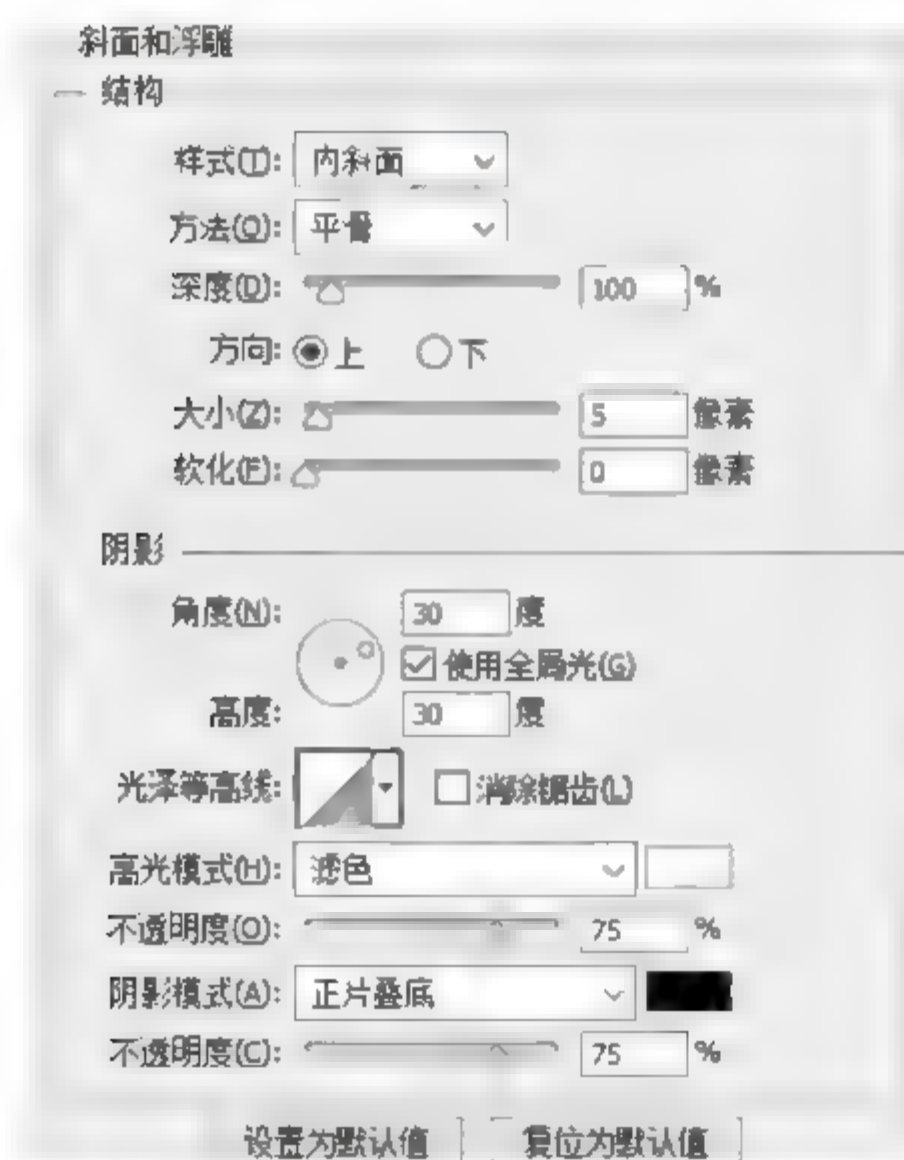 斜面和浮雕
结构
样式(T): 内斜面
方法(Q): 平滑
深度(D): 100 %
方向: 上 下
大小(Z): 5 像素
软化(F): 0 像素
阴影
角度(N): 30 度
使用全局光(G)
高度: 30 度
光泽等高线: 消除锯齿(L)
高光模式(H): 滤色
不透明度(O): 75 %
阴影模式(A): 正片叠底
不透明度(C): 75 %
设置为默认值 复位为默认值